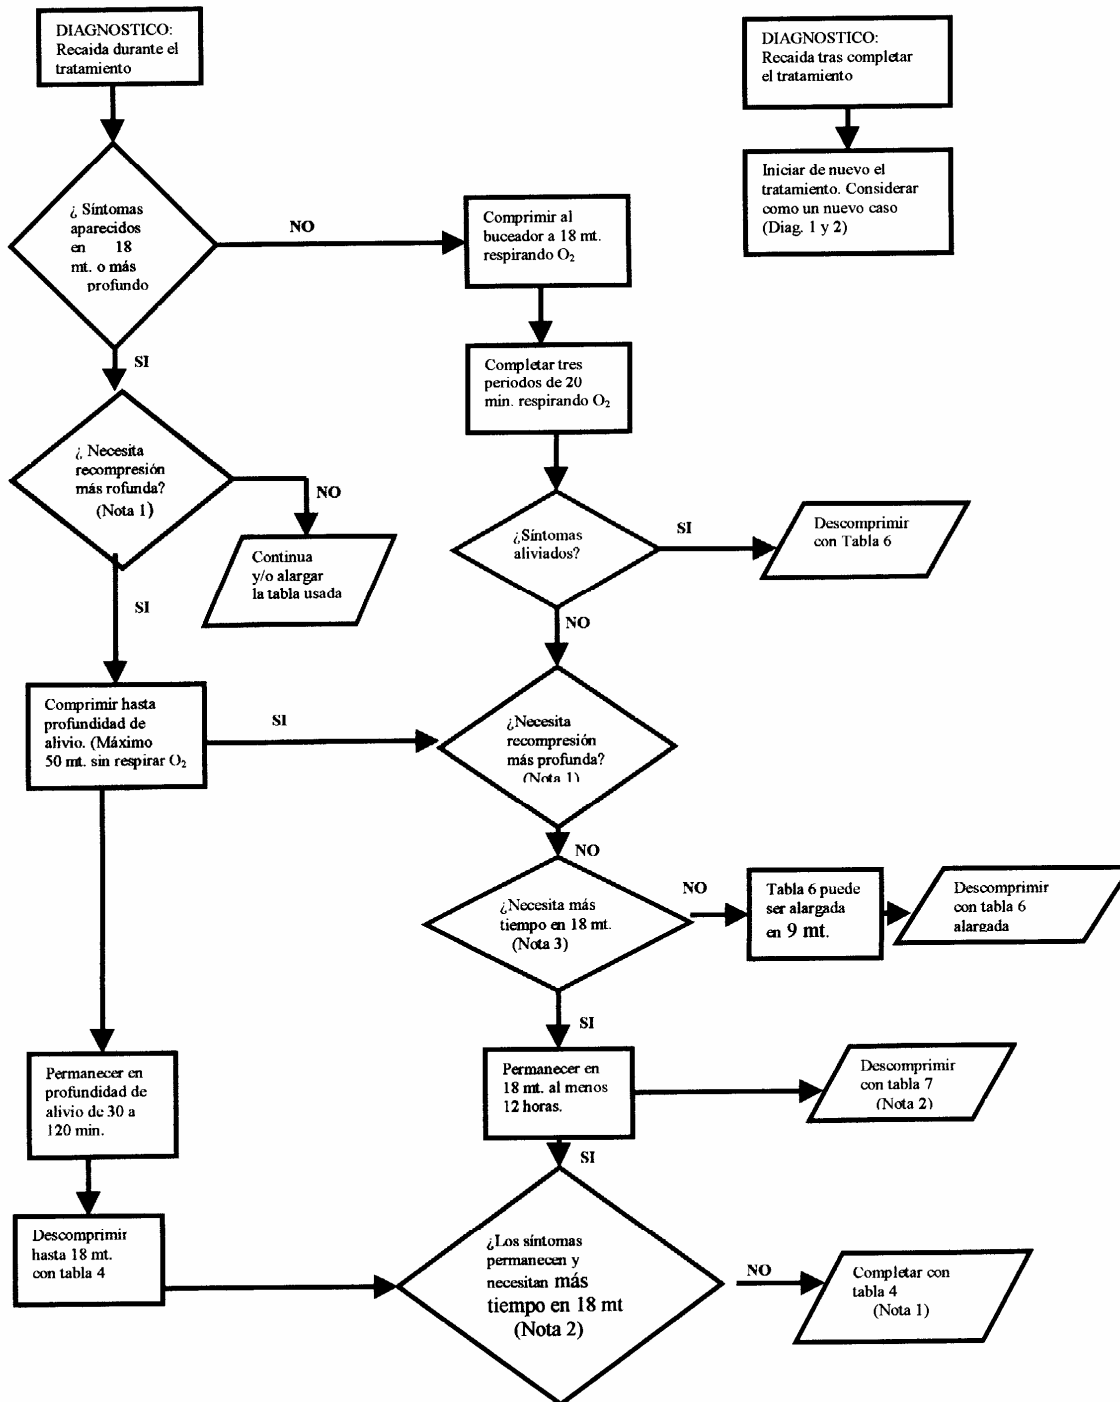 DIAGNOSTICO:
Recaida durante el
tratamiento
DIAGNOSTICO:
Recaida tras completar
el tratamiento
Iniciar de nuevo el
tratamiento. Considerar
como un nuevo caso
(Diag. 1 y 2)
¿ Síntomas
aparecidos
en 18
mt. o más
profundo
NO
Comprimir al
buceador a 18 mt.
respirando O₂
SI
Completar tres
periodos de 20
min. respirando O₂
¿ Necesita
recompresión
más rofunda?
(Nota 1)
NO
Continua
y/o alargar
la tabla usada
SI
¿Síntomas
aliviados?
SI
Descomprimir
con Tabla 6
NO
Comprimir hasta
profundidad de
alivio. (Máximo
50 mt. sin respirar O₂
SI
¿Necesita
recompresión
más profunda?
(Nota 1)
NO
¿Necesita más
tiempo en 18 mt.
(Nota 3)
NO
Tabla 6 puede
ser alargada
en 9 mt.
Descomprimir
con tabla 6
alargada
SI
Permanecer en
profundidad de
alivio de 30 a
120 min.
Permanecer en
18 mt. al menos
12 horas.
Descomprimir
con tabla 7
(Nota 2)
SI
Descomprimir
hasta 18 mt.
con tabla 4
¿Los síntomas
permanecen y
necesitan más
tiempo en 18 mt
(Nota 2)
NO
Completar con
tabla 4
(Nota 1)